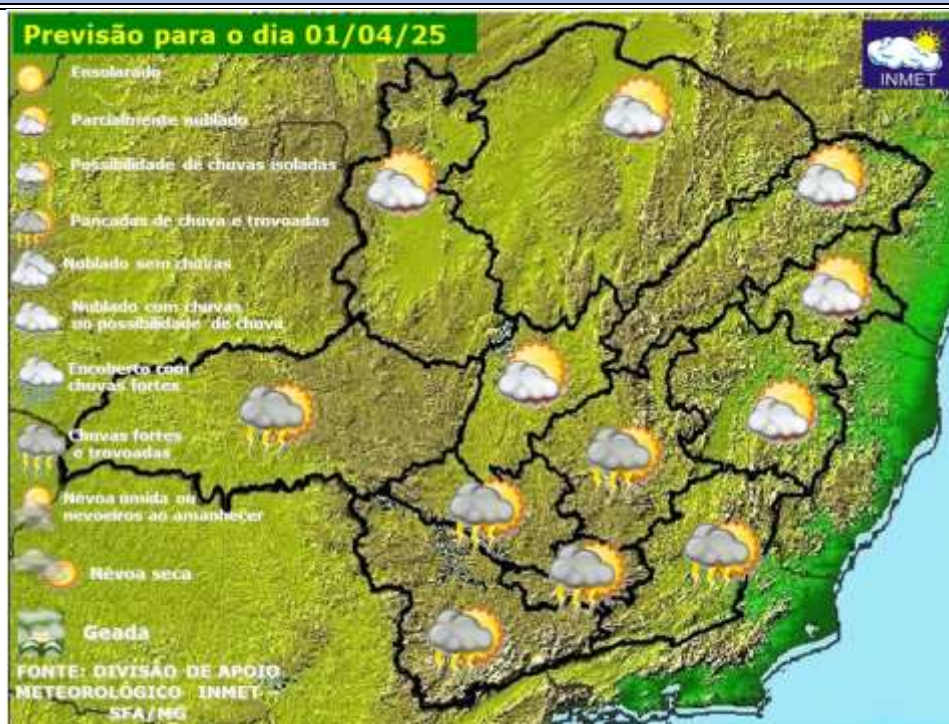 Previsão para o dia 01/04/25
INMET
Ensolarado
Parcialmente nublado
Possibilidade de chuvas isoladas
Pancadas de chuva e trovoadas
Nublado sem chuvas
Nublado com chuvas
ou possibilidade de chuva
Encoberto com
chuvas fortes
Chuvas fortes
e trovoadas
Névoa úmida ou
nevoeiros ao amanhecer
Névoa seca
Geada
FONTE: DIVISÃO DE APOIO
METEOROLÓGICO INMET -
SFA/MG